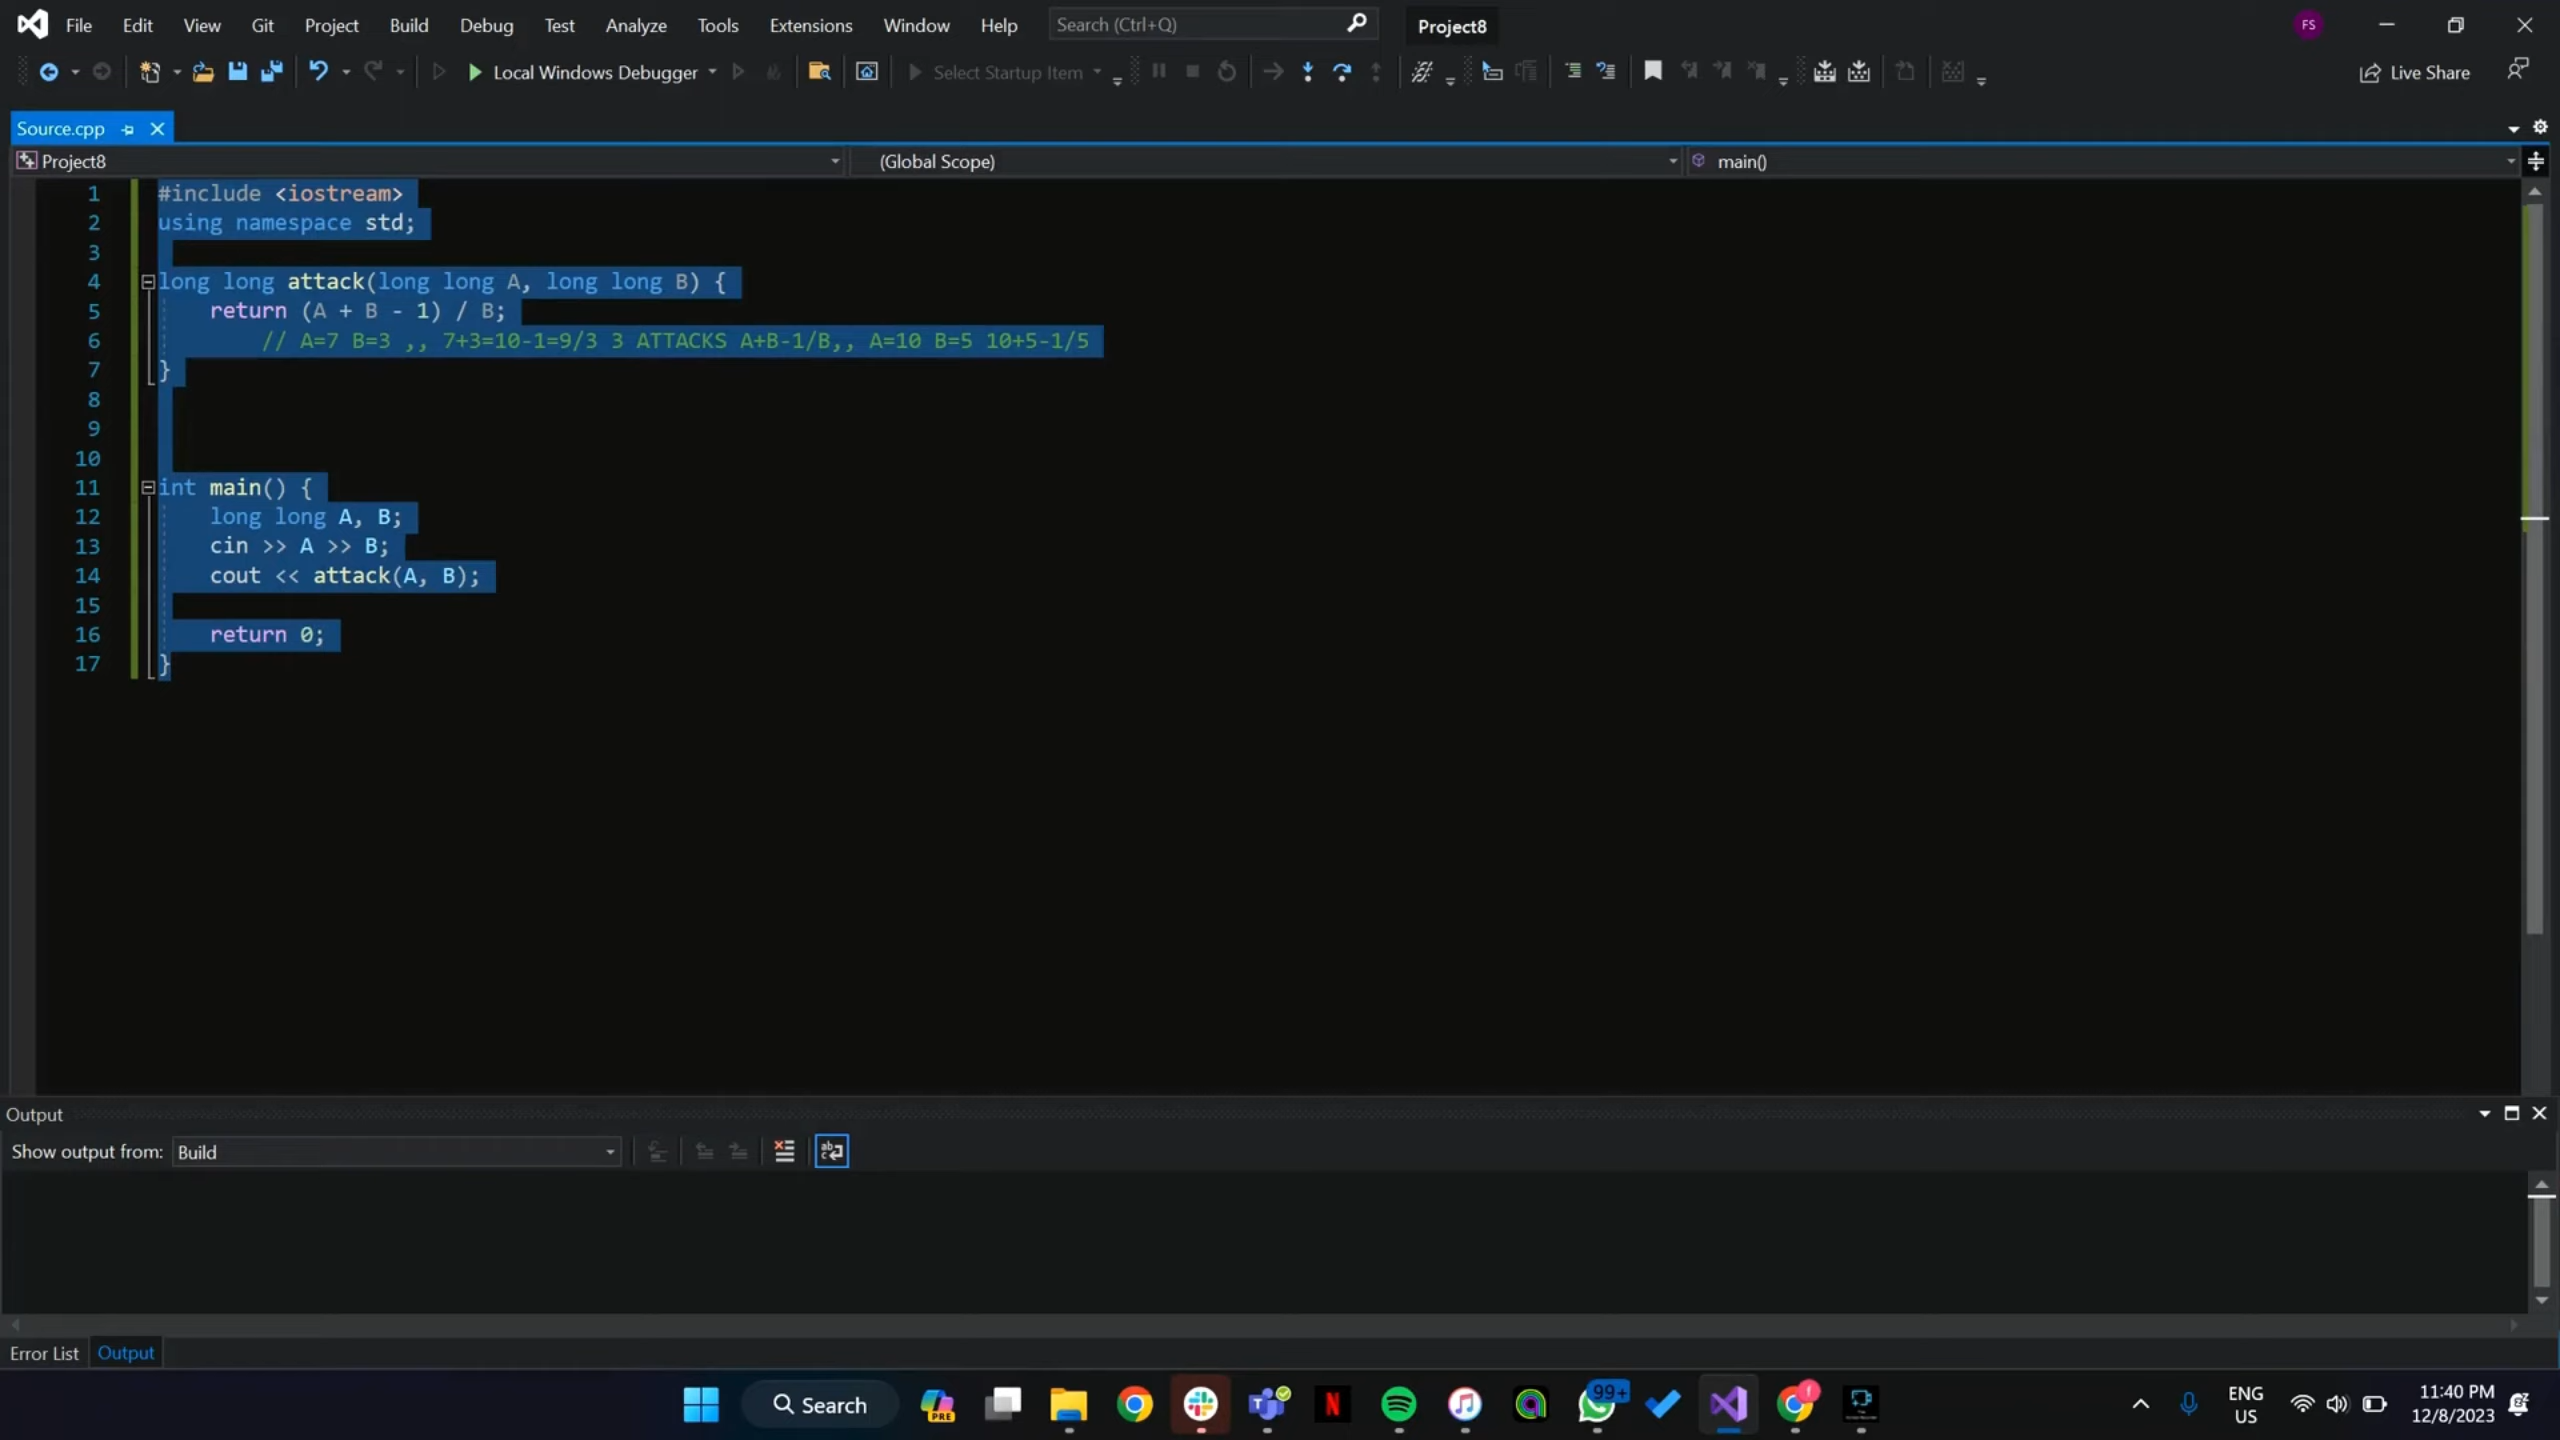 File Edit View Git Project Build Debug Test Analyze Tools Extensions Window Help Search (Ctrl+Q) Project8 FS
Local Windows Debugger Select Startup Item Live Share
Source.cpp
Project8 (Global Scope) main()
1 #include <iostream>
2 using namespace std;
3
4 long long attack(long long A, long long B) {
5 return (A + B - 1) / B;
6 // A=7 B=3 ,, 7+3=10-1=9/3 3 ATTACKS A+B-1/B,, A=10 B=5 10+5-1/5
7 }
8
9
10
11 int main() {
12 long long A, B;
13 cin >> A >> B;
14 cout << attack(A, B);
15
16 return 0;
17 }
Output
Show output from: Build
Error List Output
Search PRE 99+ ENG 11:40 PM
US 12/8/2023